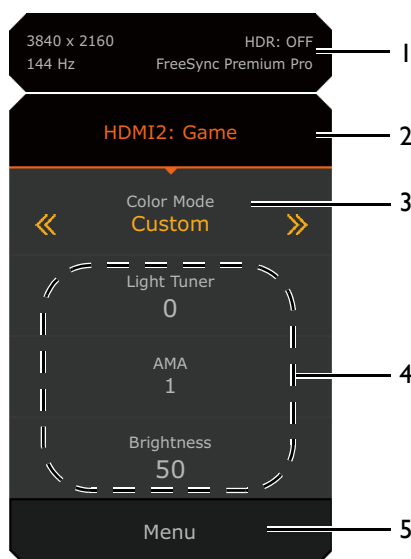 3840 x 2160 HDR: OFF
144 Hz FreeSync Premium Pro
1
HDMI2: Game
2
Color Mode
3
Custom
Light Tuner
0
AMA
1
4
Brightness
50
Menu
5